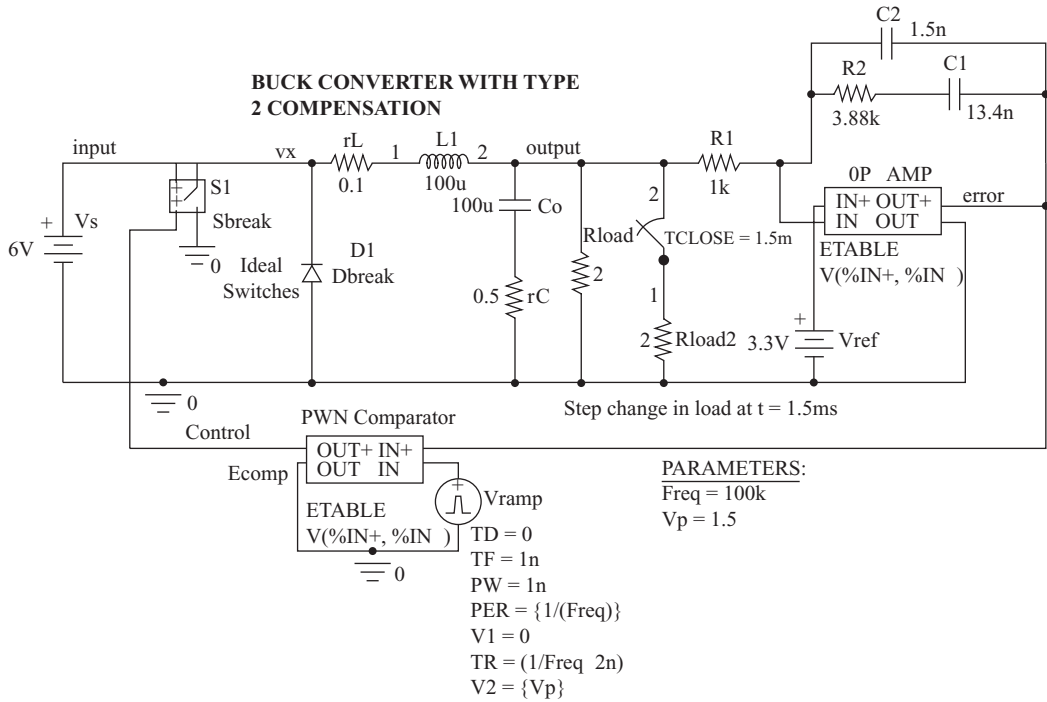 C2
1.5n
R2
C1
3.88k
13.4n
BUCK CONVERTER WITH TYPE
2 COMPENSATION
input
vx
rL
0.1
1
L1
100u
2
output
R1
1k
0P AMP
IN+ OUT+
IN OUT
error
ETABLE
V(%IN+, %IN )
+
Vs
6V
+
+
S1
Sbreak
0
D1
Dbreak
Ideal
Switches
100u
Co
0.5
rC
Rload
2
2
TCLOSE = 1.5m
1
2
Rload2
3.3V
+
Vref
0
Step change in load at t = 1.5ms
PWN Comparator
Control
OUT+ IN+
OUT IN
Ecomp
ETABLE
V(%IN+, %IN )
0
+
Vramp
TD = 0
TF = 1n
PW = 1n
PER = {1/(Freq)}
V1 = 0
TR = (1/Freq 2n)
V2 = {Vp}
PARAMETERS:
Freq = 100k
Vp = 1.5